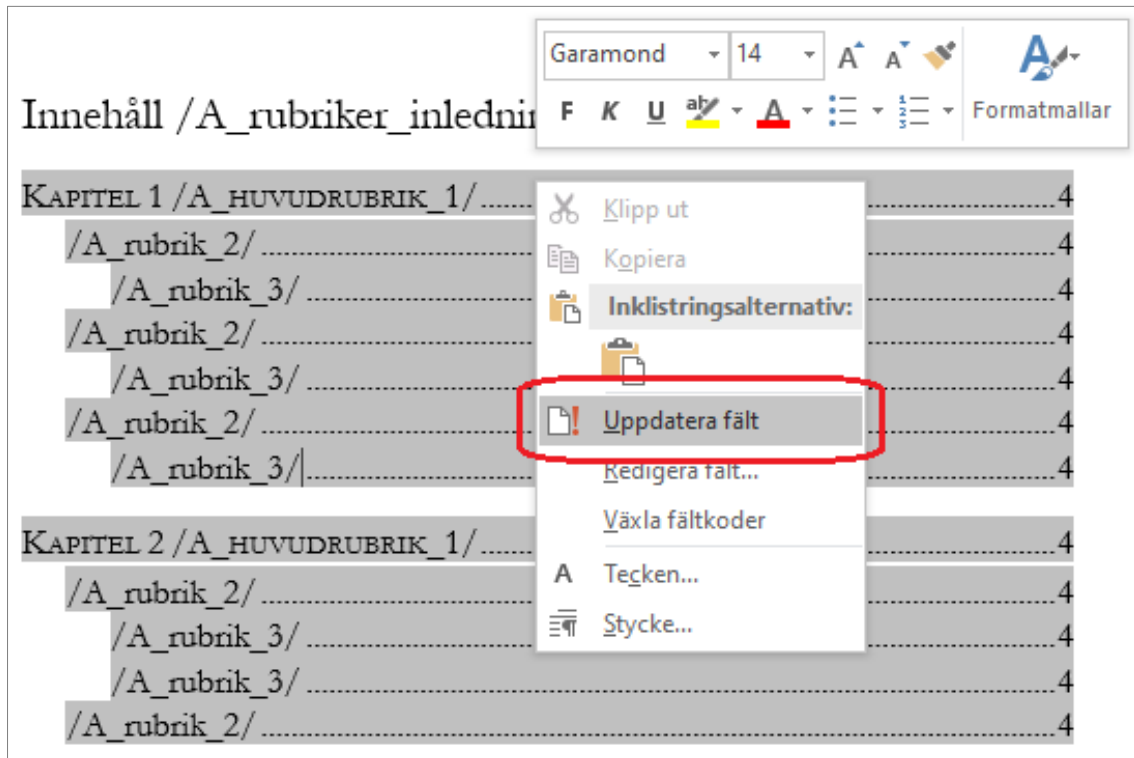 Garamond 14 A A
F K U ab A Formatmallar
Innehåll /A_rubriker_inledni
KAPITEL 1 /A_HUVUDRUBRIK_1/ 4
/A_rubrik_2/ 4
/A_rubrik_3/ 4
/A_rubrik_2/ 4
/A_rubrik_3/ 4
/A_rubrik_2/ 4
/A_rubrik_3/ 4
KAPITEL 2 /A_HUVUDRUBRIK_1/ 4
/A_rubrik_2/ 4
/A_rubrik_3/ 4
/A_rubrik_3/ 4
/A_rubrik_2/ 4
Klipp ut
Kopiera
Inklistringsalternativ:
Uppdatera fält
Redigera fält...
Växla fältkoder
A Tecken...
Stycke...